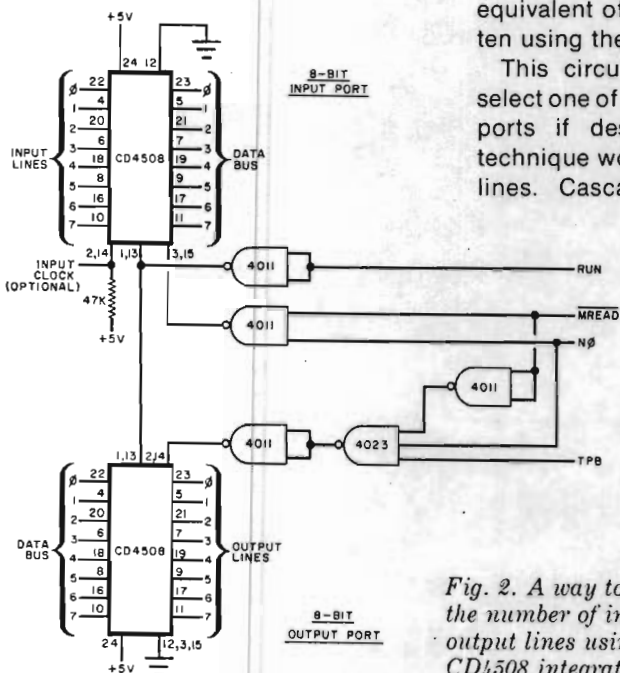 equivalent of
ten using the
This circu
select one of
ports if des
technique wo
lines. Casca
+5V
24 12
8-BIT
INPUT PORT
INPUT
LINES
Ø 22
1 4
2 20
3 6
4 18
5 8
6 16
7 10
CD4508
23 Ø
5 1
21 2
7 3
19 4
9 5
17 6
11 7
DATA
BUS
2,14 1,13 3,15
INPUT
CLOCK
(OPTIONAL)
47K
+5V
4011
RUN
4011
MREAD
NØ
4011
4011
4023
TPB
1,13 2,14
DATA
BUS
Ø 22
1 4
2 20
3 6
4 18
5 8
6 16
7 10
CD4508
23 Ø
5 1
21 2
7 3
19 4
9 5
17 6
11 7
OUTPUT
LINES
24 12,3,15
+5V
8-BIT
OUTPUT PORT
Fig. 2. A way to
the number of in
output lines usin
CD4508 integrat